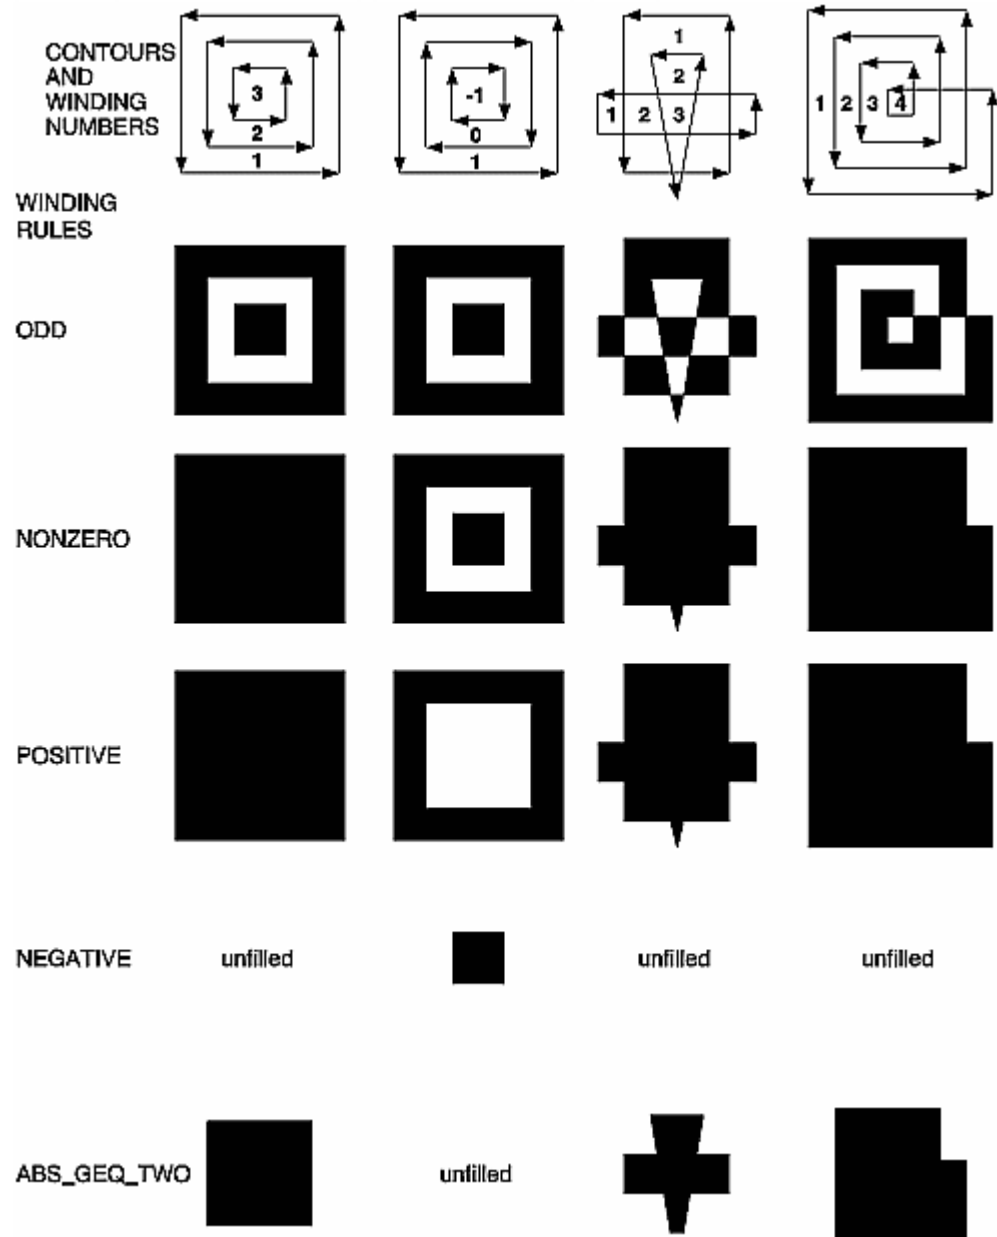 CONTOURS
AND
WINDING
NUMBERS
3
2
1
-1
0
1
1
2
1 2 3
1 2 3 4
WINDING
RULES
ODD
NONZERO
POSITIVE
NEGATIVE unfilled unfilled unfilled
ABS_GEQ_TWO unfilled